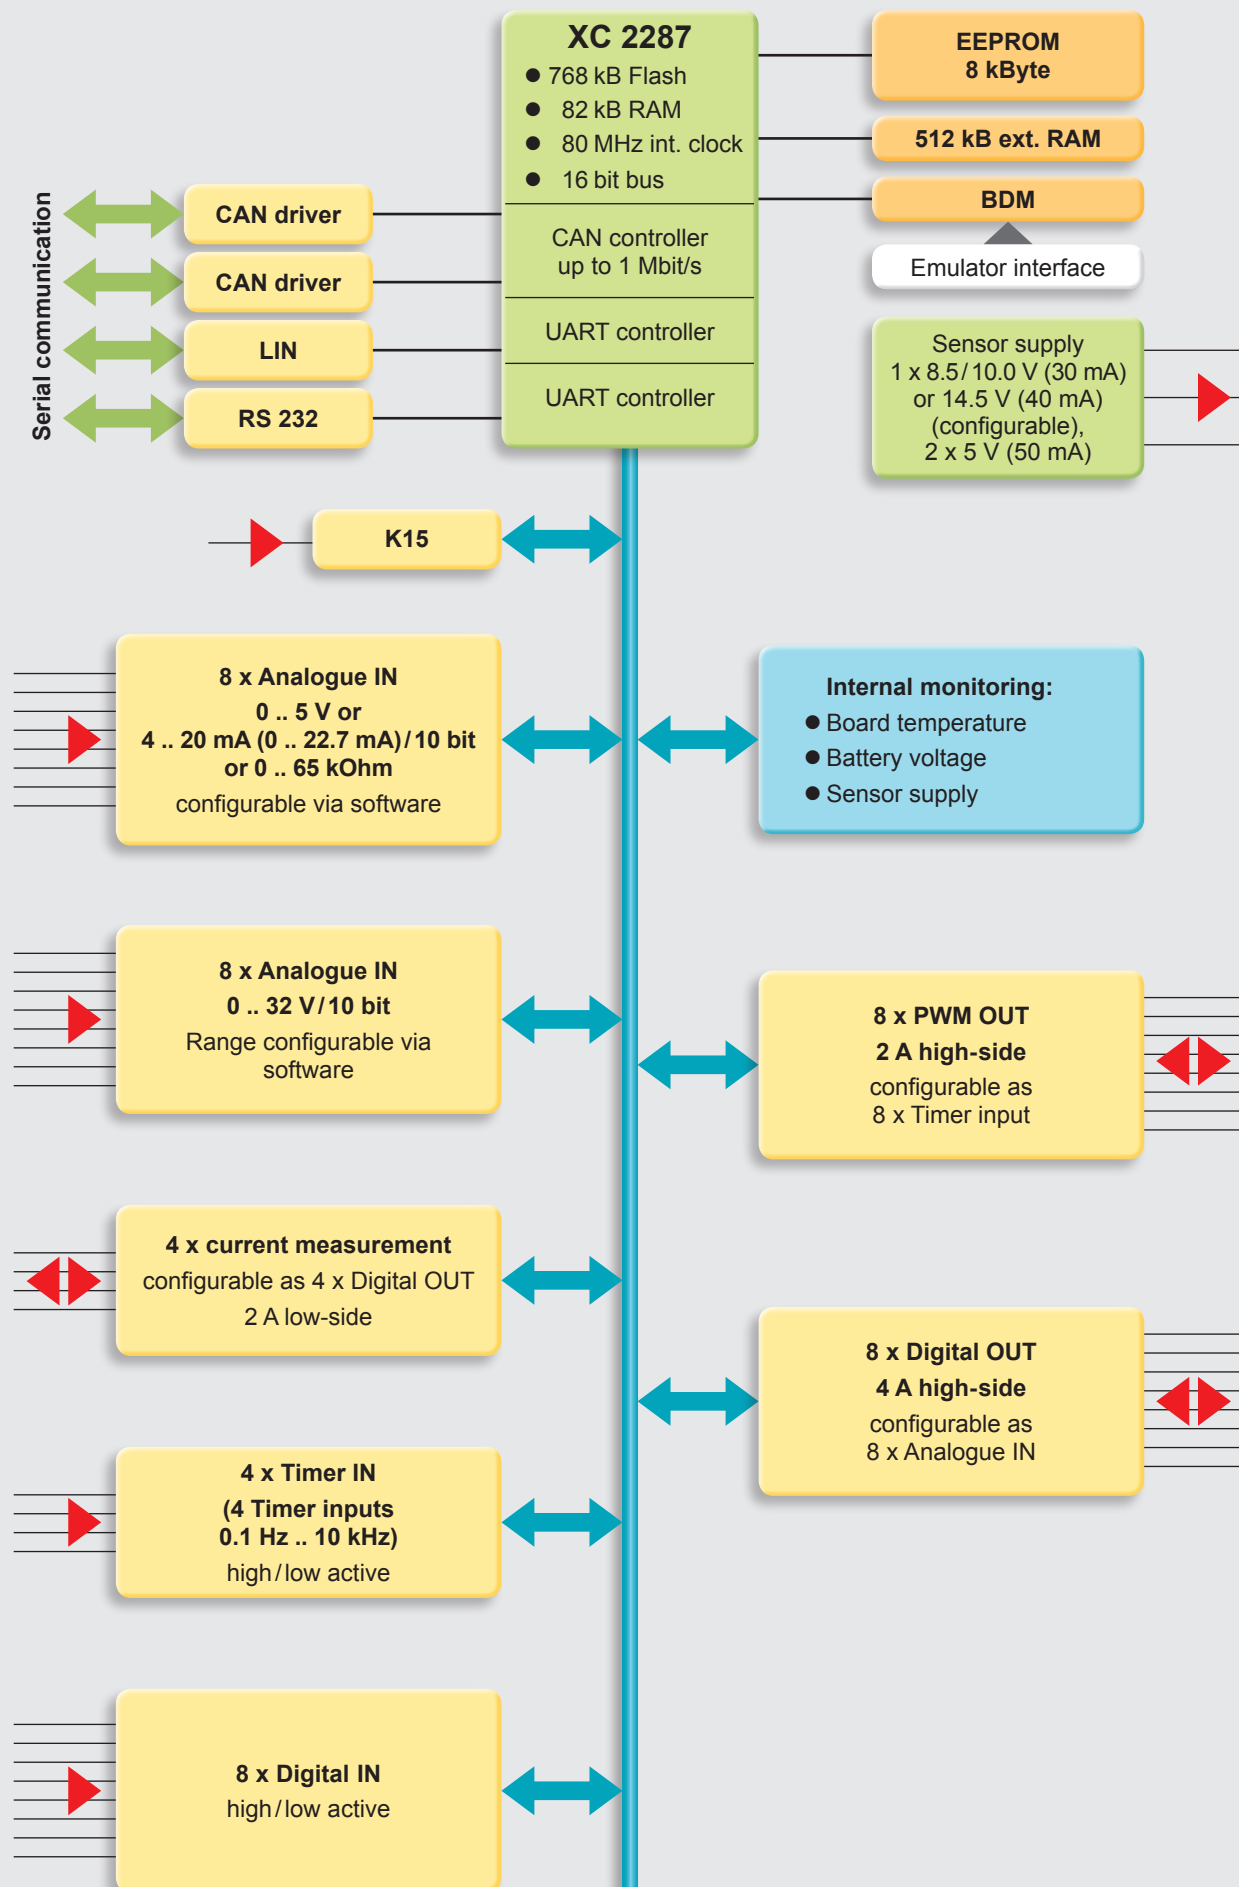 XC 2287
● 768 kB Flash
● 82 kB RAM
● 80 MHz int. clock
● 16 bit bus
CAN controller
up to 1 Mbit/s
UART controller
UART controller
EEPROM
8 kByte
512 kB ext. RAM
BDM
Emulator interface
Serial communication
CAN driver
CAN driver
LIN
RS 232
Sensor supply
1 x 8.5/10.0 V (30 mA)
or 14.5 V (40 mA)
(configurable),
2 x 5 V (50 mA)
K15
8 x Analogue IN
0 .. 5 V or
4 .. 20 mA (0 .. 22.7 mA)/10 bit
or 0 .. 65 kOhm
configurable via software
Internal monitoring:
● Board temperature
● Battery voltage
● Sensor supply
8 x Analogue IN
0 .. 32 V/10 bit
Range configurable via
software
8 x PWM OUT
2 A high-side
configurable as
8 x Timer input
4 x current measurement
configurable as 4 x Digital OUT
2 A low-side
8 x Digital OUT
4 A high-side
configurable as
8 x Analogue IN
4 x Timer IN
(4 Timer inputs
0.1 Hz .. 10 kHz)
high/low active
8 x Digital IN
high/low active